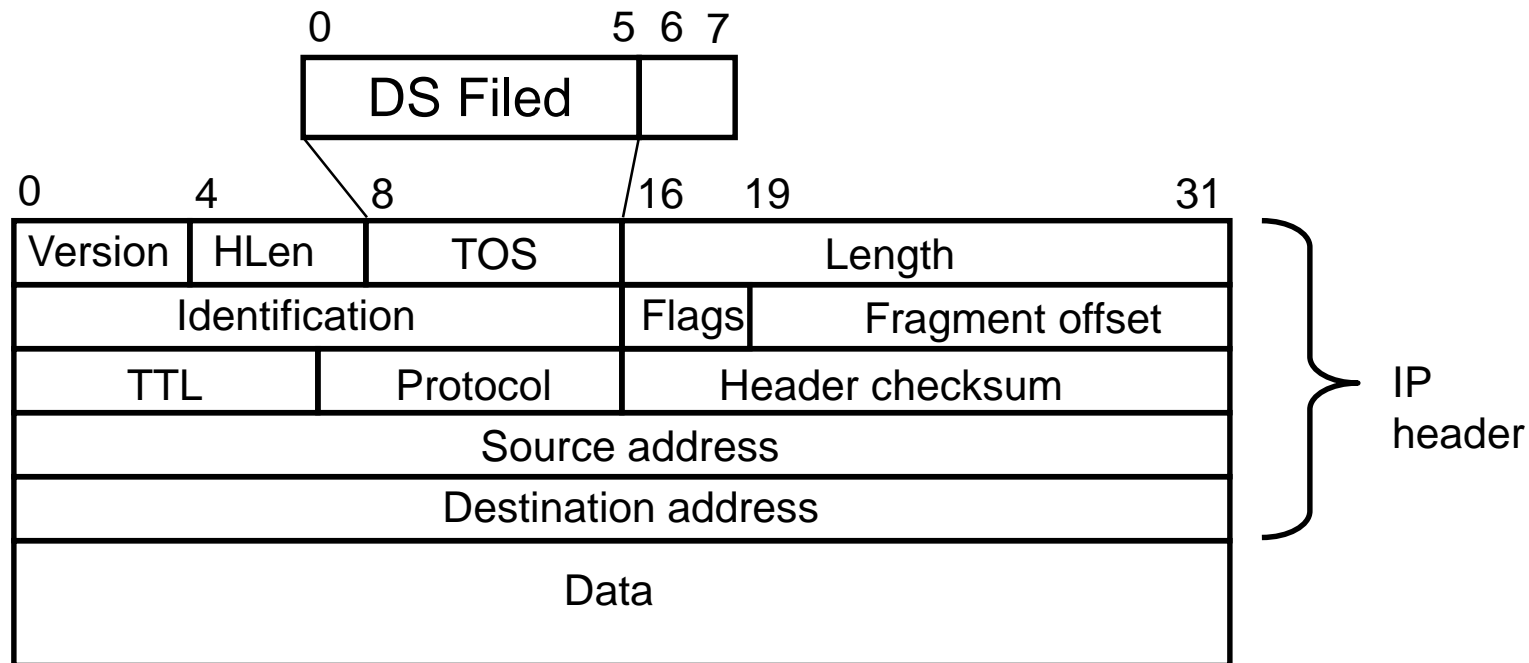 0 5 6 7
DS Filed
0 4 8 16 19 31
Version HLen TOS Length
Identification Flags Fragment offset
TTL Protocol Header checksum
Source address
Destination address
Data
IP
header